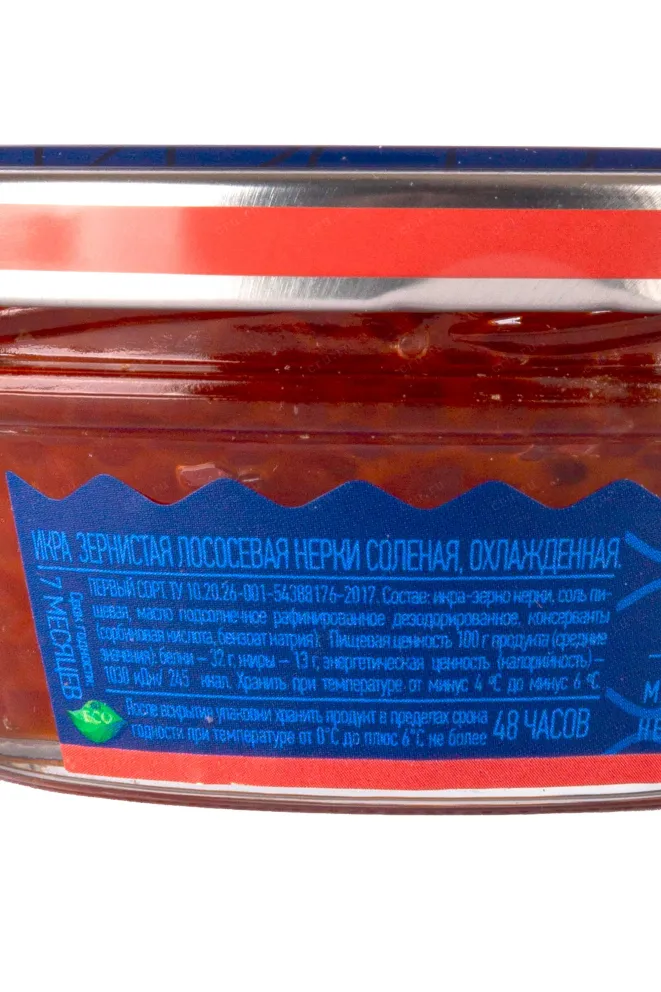 ИКРА ЗЕРНИСТАЯ ЛОСОСЕВАЯ НЕРКИ СОЛЕНАЯ, ОХЛАЖДЕННАЯ.
ПЕРВЫЙ СОРТ ТУ 10.20.26-001-54388176-2017. Состав: икра-зерно нерки, соль пи-
щевая, масло подсолнечное рафинированное дезодорированное, консерванты
(сорбиновая кислота, бензоат натрия). Пищевая ценность 100 г продукта (средние
значения): белки – 32 г; жиры – 13 г; энергетическая ценность (калорийность) –
1030 кДж/ 245 ккал. Хранить при температуре от минус 4 °С до минус 6 °С
Срок годности:
7 МЕСЯЦЕВ
ECO
После вскрытия упаковки хранить продукт в пределах срока
годности при температуре от 0°С до плюс 6°С не более
48 ЧАСОВ
М
НЕ